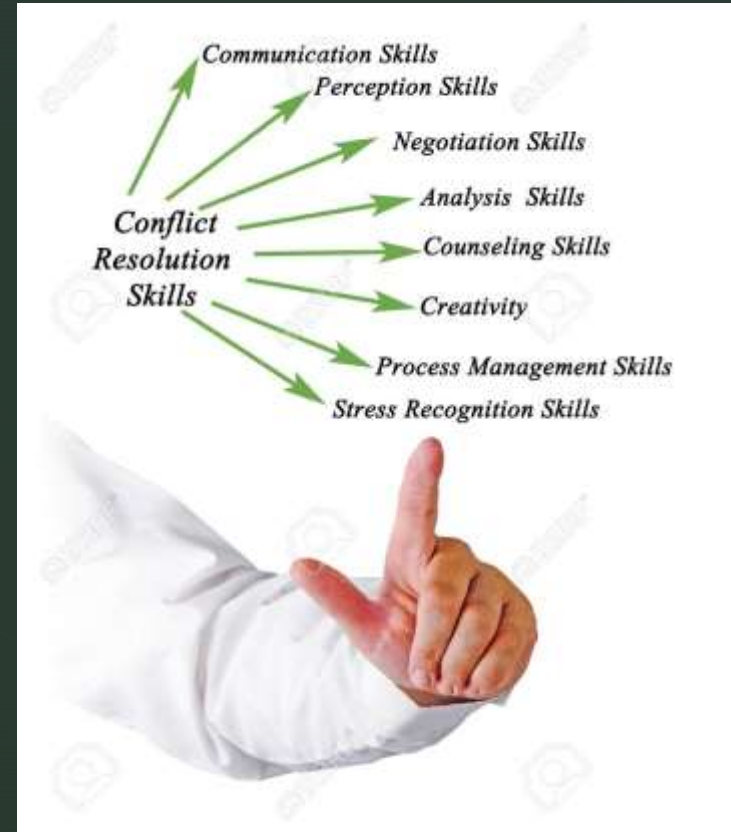 Communication Skills
Perception Skills
Negotiation Skills
Analysis Skills
Conflict
Resolution
Skills
Counseling Skills
Creativity
Process Management Skills
Stress Recognition Skills